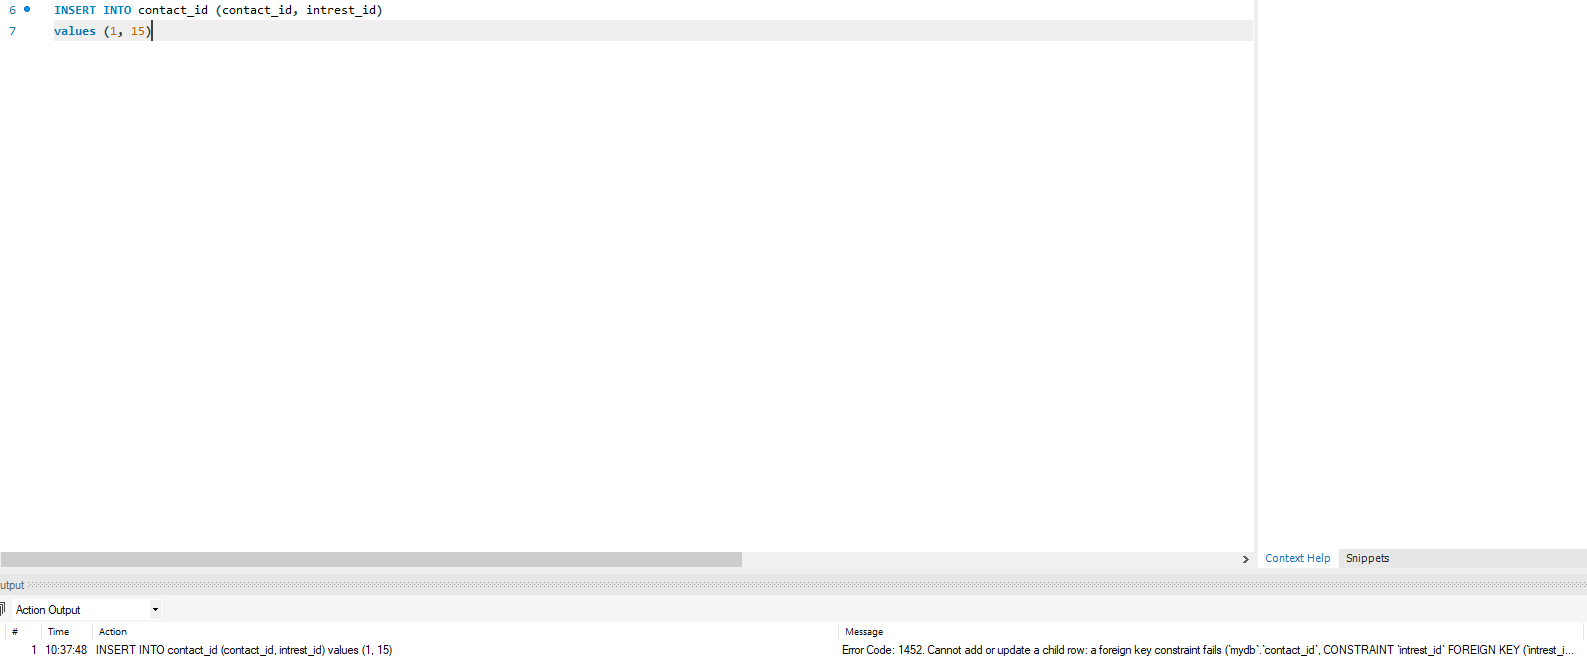 6 INSERT INTO contact_id (contact_id, intrest_id)
7 values (1, 15)
Context Help Snippets
utput
Action Output
# Time Action Message
1 10:37:48 INSERT INTO contact_id (contact_id, intrest_id) values (1, 15) Error Code: 1452. Cannot add or update a child row: a foreign key constraint fails (`mydb`.`contact_id`, CONSTRAINT `intrest_id` FOREIGN KEY (`intrest_i...